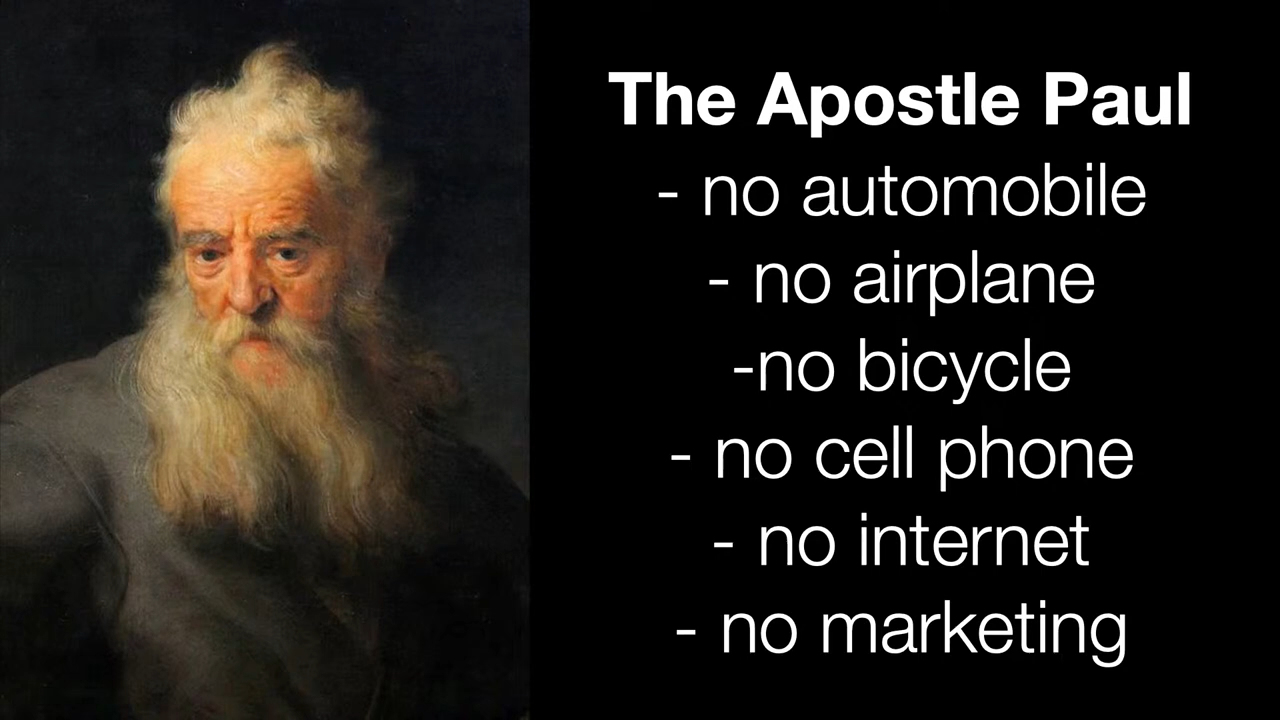 The Apostle Paul
- no automobile
- no airplane
-no bicycle
- no cell phone
- no internet
- no marketing